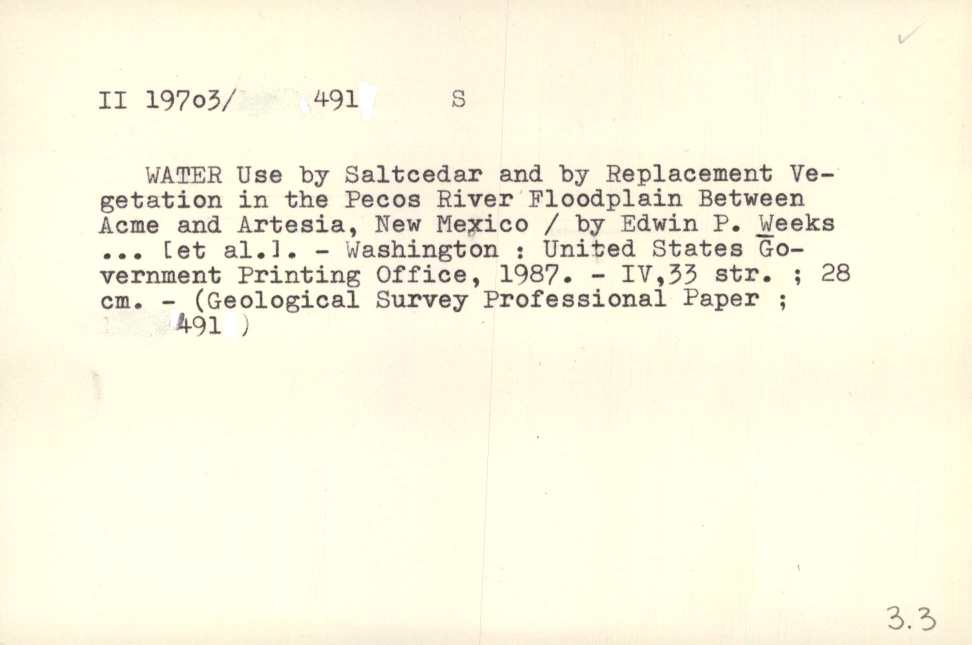 II 197o3/ 491 S
WATER Use by Saltcedar and by Replacement Ve-
getation in the Pecos River Floodplain Between
Acme and Artesia, New Mexico / by Edwin P. Weeks
... [et al.]. - Washington : United States Go-
vernment Printing Office, 1987. - IV,33 str. ; 28
cm. - (Geological Survey Professional Paper ;
491 )
3.3